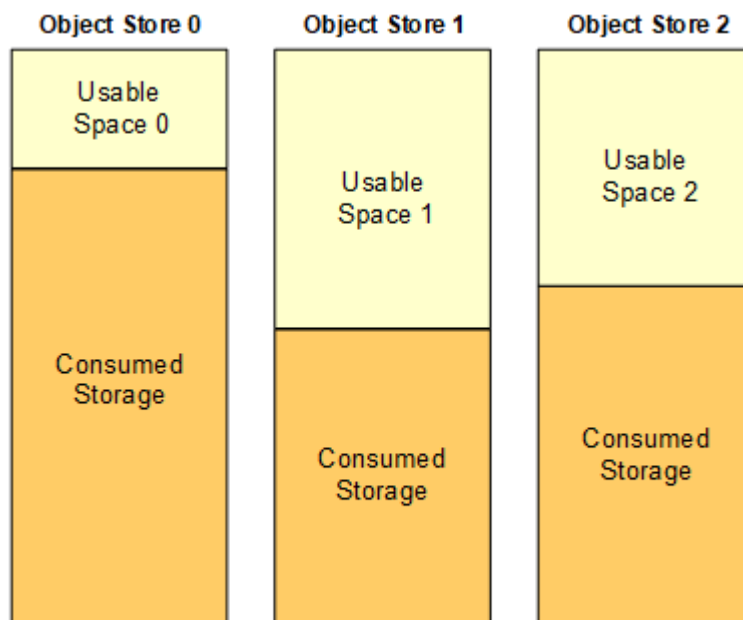 Object Store 0
Object Store 1
Object Store 2
Usable
Space 0
Usable
Space 1
Usable
Space 2
Consumed
Storage
Consumed
Storage
Consumed
Storage